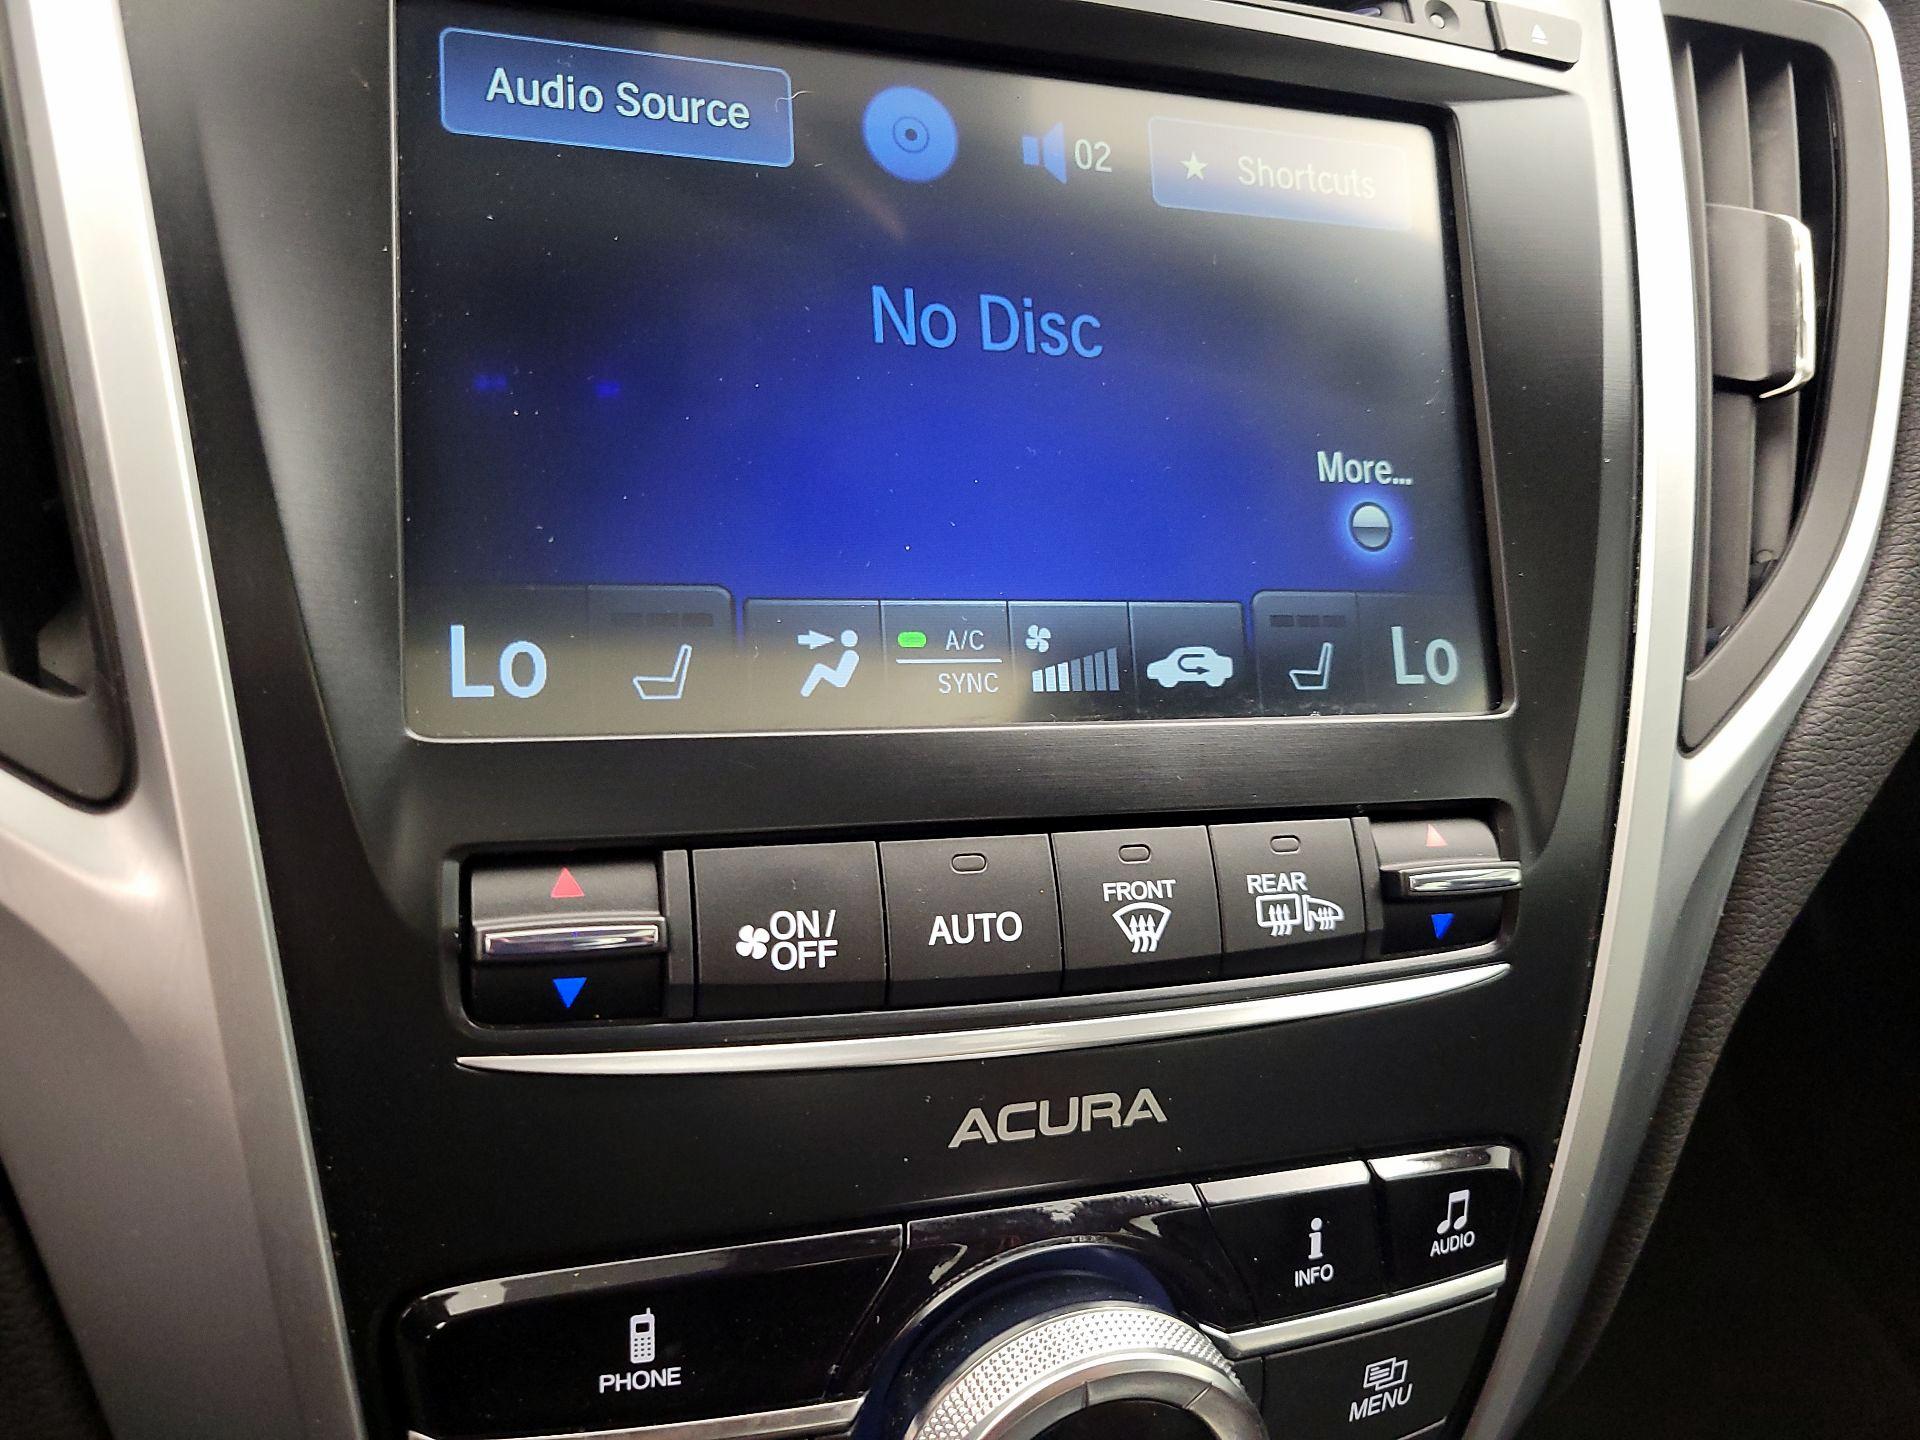 Audio Source
02
★ Shortcuts
No Disc
More...
Lo
A/C
SYNC
Lo
ON/
OFF
AUTO
FRONT
REAR
ACURA
INFO
AUDIO
PHONE
MENU